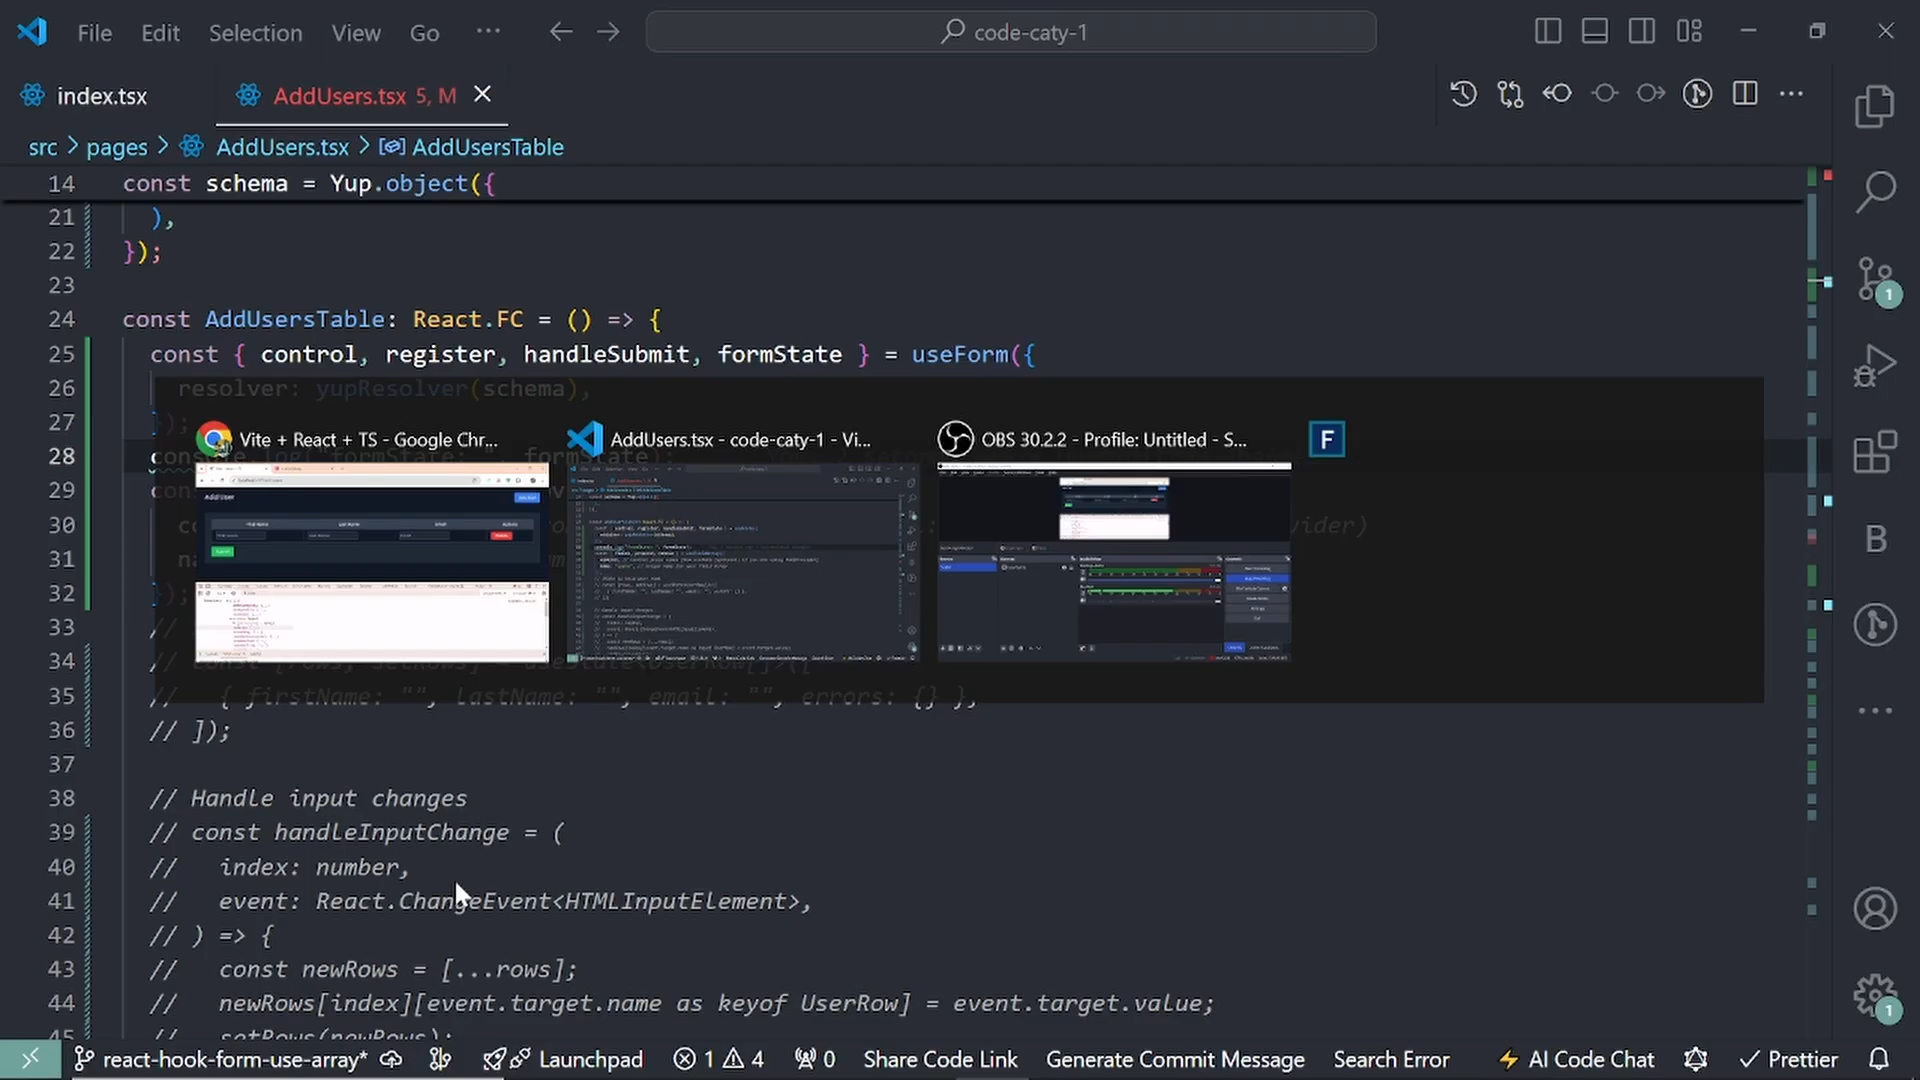 File Edit Selection View Go ··· code-caty-1
index.tsx
AddUsers.tsx 5, M
src > pages > AddUsers.tsx > AddUsersTable
14 const schema = Yup.object({
21 ),
22 });
23
24 const AddUsersTable: React.FC = () => {
25 const { control, register, handleSubmit, formState } = useForm({
26 resolver: yupResolver(schema),
27 });
Vite + React + TS - Google Chr...
AddUsers.tsx - code-caty-1 - Vi...
OBS 30.2.2 - Profile: Untitled - S...
F
28 console.log("formState: ", formState);
29
30
31
32 });
33 //
34 // const [rows, setRows] = useState<UserRow[]>([
35 // { firstName: "", lastName: "", email: "", errors: {} },
36 // ]);
37
38 // Handle input changes
39 // const handleInputChange = (
40 // index: number,
41 // event: React.ChangeEvent<HTMLInputElement>,
42 // ) => {
43 // const newRows = [...rows];
44 // newRows[index][event.target.name as keyof UserRow] = event.target.value;
45 // setRows(newRows);
react-hook-form-use-array* Launchpad 1 4 0 Share Code Link Generate Commit Message Search Error AI Code Chat Prettier
1
B
1